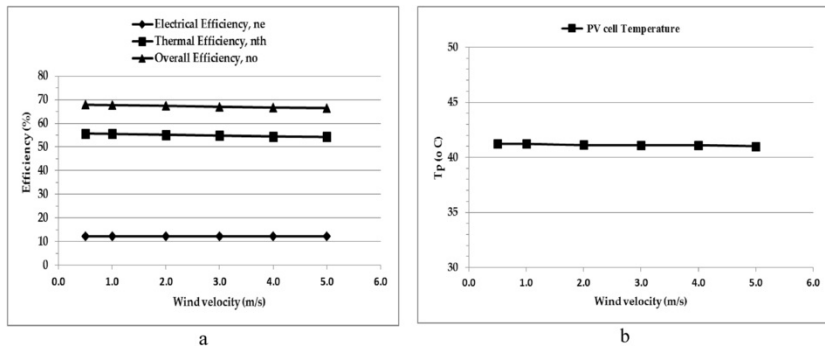 Electrical Efficiency, ne
Thermal Efficiency, nth
Overall Efficiency, no
80
70
60
50
40
30
20
10
0
Efficiency (%)
0.0 1.0 2.0 3.0 4.0 5.0 6.0
Wind velocity (m/s)
a
PV cell Temperature
50
45
40
35
30
Tp (o C)
0.0 1.0 2.0 3.0 4.0 5.0 6.0
Wind velocity (m/s)
b